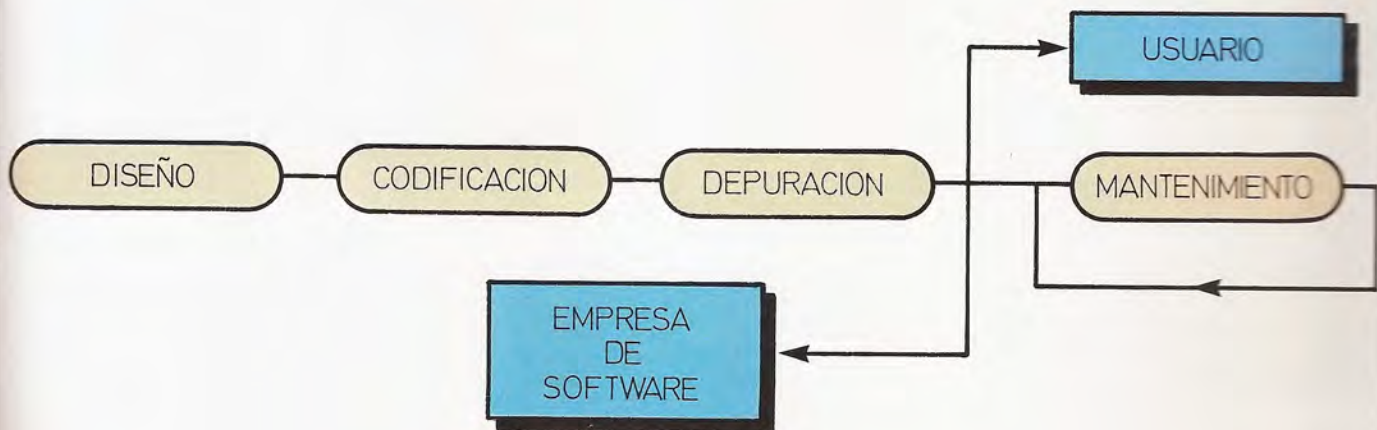 USUARIO
DISEÑO
CODIFICACION
DEPURACION
MANTENIMIENTO
EMPRESA
DE
SOFTWARE